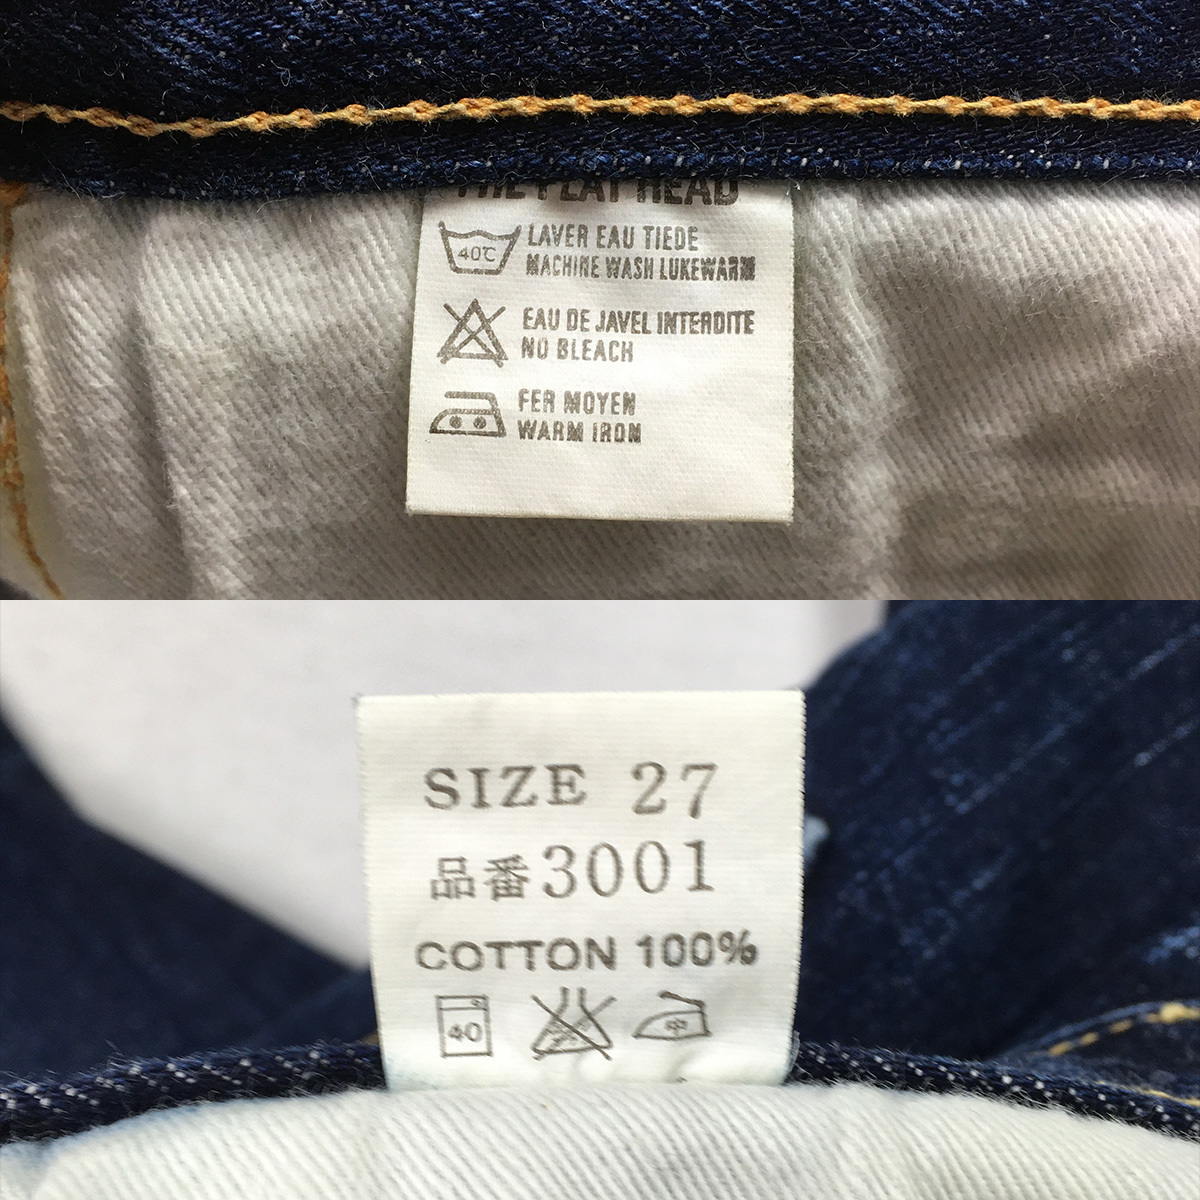 THE FLAT HEAD
40℃
LAVER EAU TIEDE
MACHINE WASH LUKEWARM
EAU DE JAVEL INTERDITE
NO BLEACH
FER MOYEN
WARM IRON
SIZE 27
品番3001
COTTON 100%
40 中